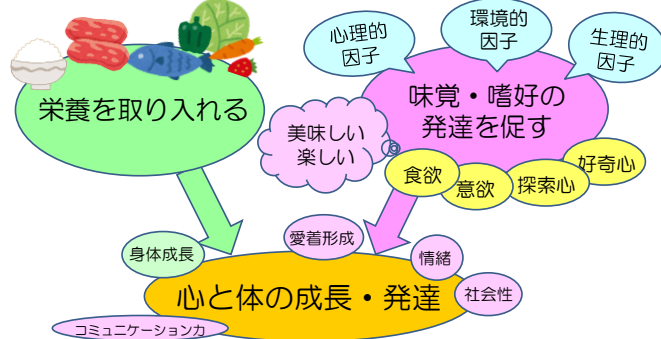 心理的
因子
環境的
因子
生理的
因子
栄養を取り入れる
味覚・嗜好の
発達を促す
美味しい
楽しい
食欲
意欲
探索心
好奇心
身体成長
愛着形成
情緒
社会性
心と体の成長・発達
コミュニケーション力